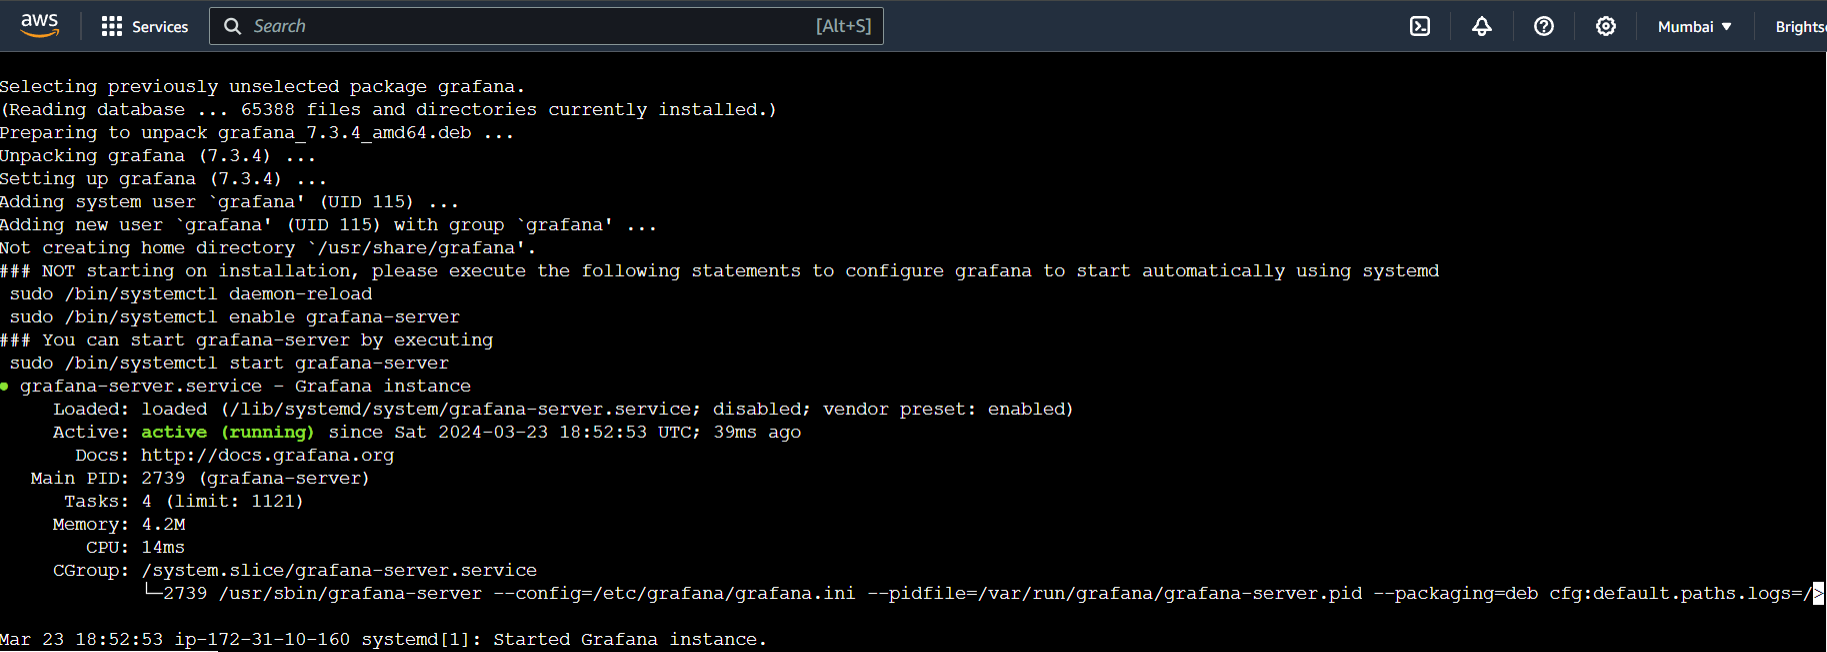 aws
Services
Search
[Alt+S]
Mumbai ▼
Brights
Selecting previously unselected package grafana.
(Reading database ... 65388 files and directories currently installed.)
Preparing to unpack grafana_7.3.4_amd64.deb ...
Unpacking grafana (7.3.4) ...
Setting up grafana (7.3.4) ...
Adding system user `grafana' (UID 115) ...
Adding new user `grafana' (UID 115) with group `grafana' ...
Not creating home directory `/usr/share/grafana'.
### NOT starting on installation, please execute the following statements to configure grafana to start automatically using systemd
 sudo /bin/systemctl daemon-reload
 sudo /bin/systemctl enable grafana-server
### You can start grafana-server by executing
 sudo /bin/systemctl start grafana-server
● grafana-server.service - Grafana instance
     Loaded: loaded (/lib/systemd/system/grafana-server.service; disabled; vendor preset: enabled)
     Active: active (running) since Sat 2024-03-23 18:52:53 UTC; 39ms ago
       Docs: http://docs.grafana.org
   Main PID: 2739 (grafana-server)
      Tasks: 4 (limit: 1121)
     Memory: 4.2M
        CPU: 14ms
     CGroup: /system.slice/grafana-server.service
             └─2739 /usr/sbin/grafana-server --config=/etc/grafana/grafana.ini --pidfile=/var/run/grafana/grafana-server.pid --packaging=deb cfg:default.paths.logs=/>
Mar 23 18:52:53 ip-172-31-10-160 systemd[1]: Started Grafana instance.